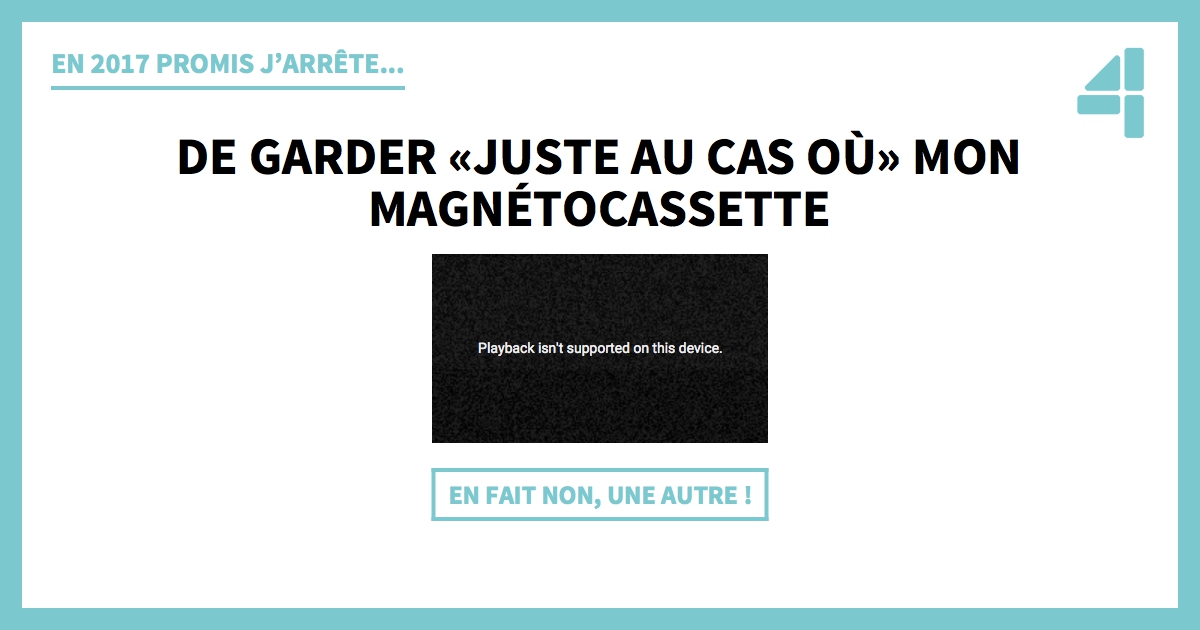 EN 2017 PROMIS J’ARRÊTE...
4
DE GARDER «JUSTE AU CAS OÙ» MON
MAGNÉTOCASSETTE
Playback isn't supported on this device.
EN FAIT NON, UNE AUTRE !